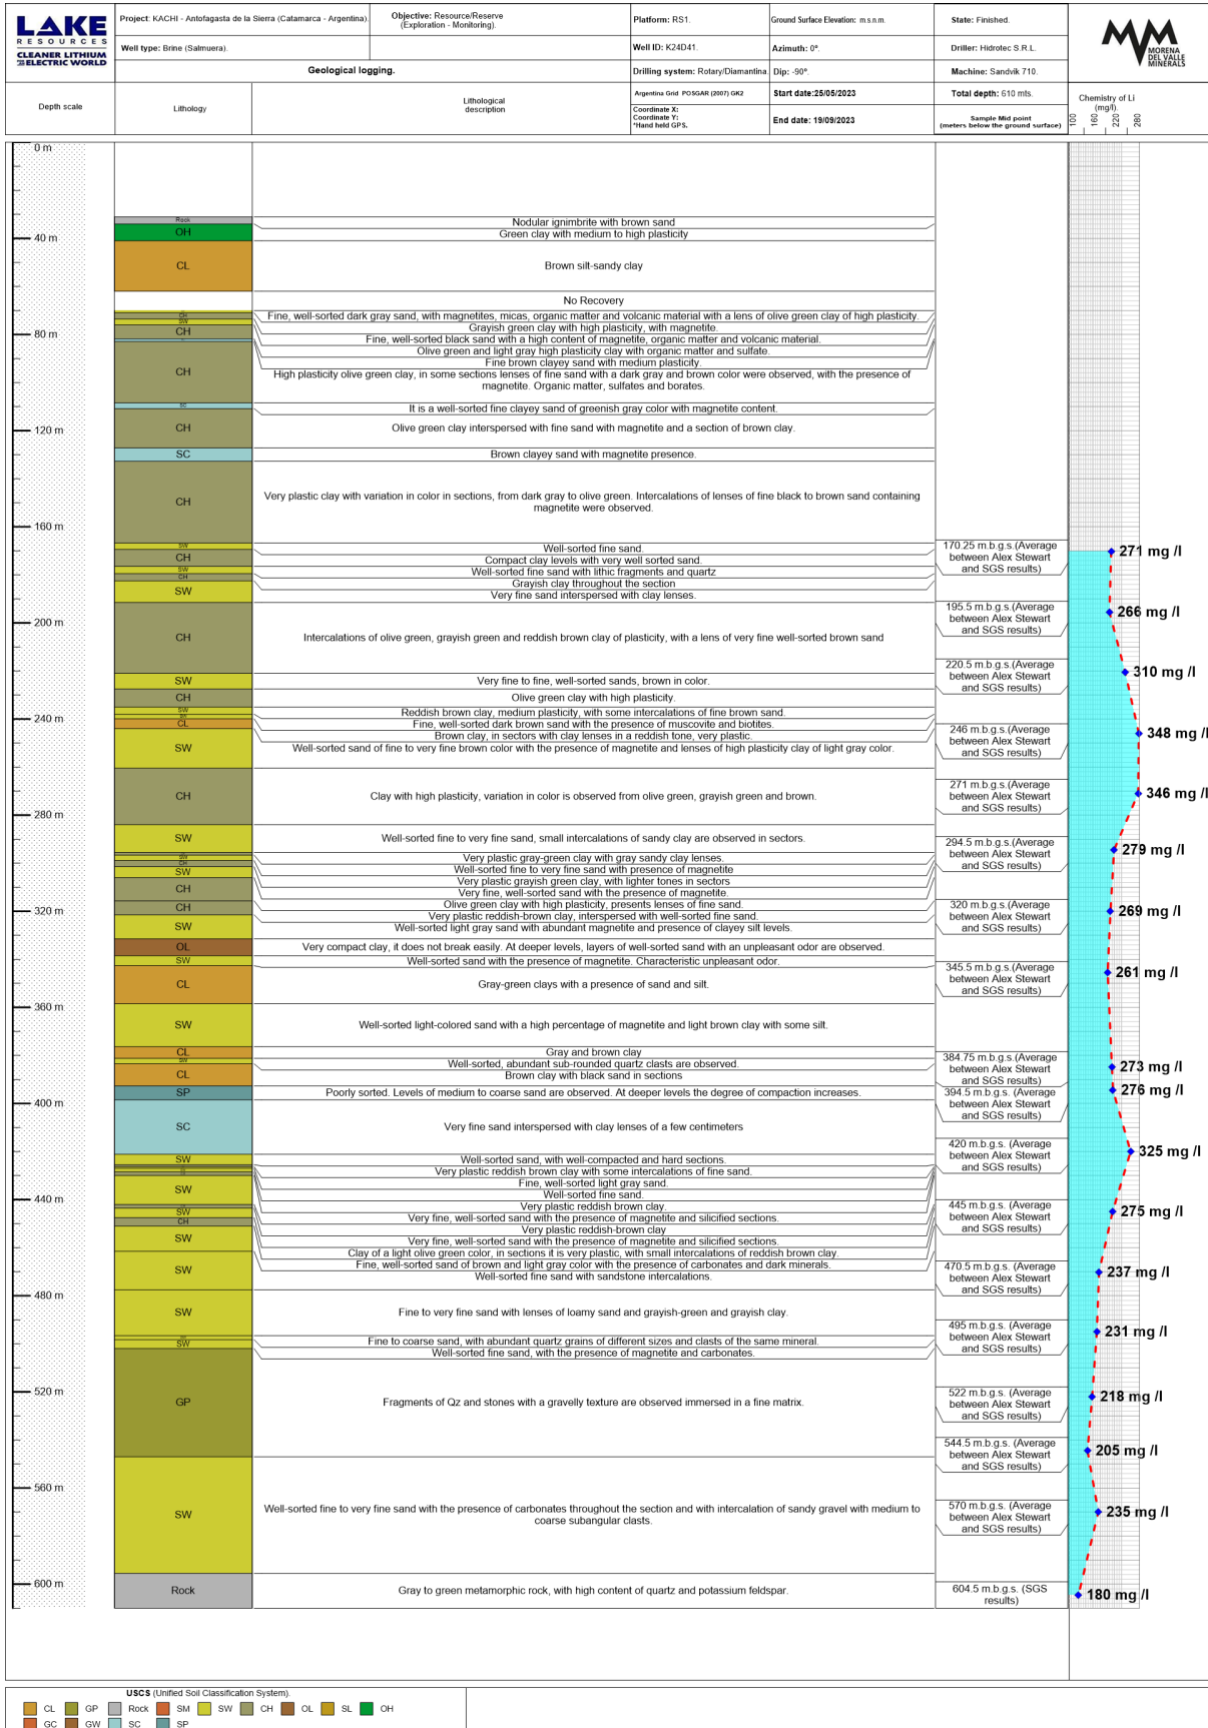 LAKE
RESOURCES
CLEANER LITHIUM
ELECTRIC WORLD
Project: KACHI - Antofagasta de la Sierra (Catamarca - Argentina).
Objective: Resource/Reserve
(Exploration - Monitoring).
Platform: RS1.
Ground Surface Elevation: m.s.n.m.
State: Finished.
Well type: Brine (Salmuera).
Well ID: K24D41.
Azimuth: 0°.
Driller: Hidrotec S.R.L.
Geological logging.
Drilling system: Rotary/Diamantina.
Dip: -90°.
Machine: Sandvik 710.
MORENA
DEL VALLE
MINERALS
Depth scale
Lithology
Lithological
description
Argentina Grid POSGAR (2007) GK2
Coordinate X:
Coordinate Y:
*Hand held GPS.
Start date:25/05/2023
End date: 19/09/2023
Total depth: 610 mts.
Sample Mid point
(meters below the ground surface)
Chemistry of Li
(mg/l).
100
160
220
280
0 m
Rock
Nodular ignimbrite with brown sand
OH
Green clay with medium to high plasticity
40 m
CL
Brown silt-sandy clay
No Recovery
Fine, well-sorted dark gray sand, with magnetites, micas, organic matter and volcanic material with a lens of olive green clay of high plasticity.
CH
Grayish green clay with high plasticity, with magnetite.
80 m
Fine, well-sorted black sand with a high content of magnetite, organic matter and volcanic material.
Olive green and light gray high plasticity clay with organic matter and sulfate.
Fine brown clayey sand with medium plasticity.
CH
High plasticity olive green clay, in some sections lenses of fine sand with a dark gray and brown color were observed, with the presence of
magnetite. Organic matter, sulfates and borates.
SC
It is a well-sorted fine clayey sand of greenish gray color with magnetite content.
120 m
CH
Olive green clay interspersed with fine sand with magnetite and a section of brown clay.
SC
Brown clayey sand with magnetite presence.
CH
Very plastic clay with variation in color in sections, from dark gray to olive green. Intercalations of lenses of fine black to brown sand containing
magnetite were observed.
160 m
SW
Well-sorted fine sand.
CH
Compact clay levels with very well sorted sand.
SW
Well-sorted fine sand with lithic fragments and quartz
CH
Grayish clay throughout the section
SW
Very fine sand interspersed with clay lenses.
170.25 m.b.g.s.(Average
between Alex Stewart
and SGS results)
271 mg /l
195.5 m.b.g.s.(Average
between Alex Stewart
and SGS results)
266 mg /l
200 m
CH
Intercalations of olive green, grayish green and reddish brown clay of plasticity, with a lens of very fine well-sorted brown sand
220.5 m.b.g.s.(Average
between Alex Stewart
and SGS results)
310 mg /l
SW
Very fine to fine, well-sorted sands, brown in color.
CH
Olive green clay with high plasticity.
SW
Reddish brown clay, medium plasticity, with some intercalations of fine brown sand.
240 m
CL
Fine, well-sorted dark brown sand with the presence of muscovite and biotites.
Brown clay, in sectors with clay lenses in a reddish tone, very plastic.
SW
Well-sorted sand of fine to very fine brown color with the presence of magnetite and lenses of high plasticity clay of light gray color.
246 m.b.g.s.(Average
between Alex Stewart
and SGS results)
348 mg /l
271 m.b.g.s.(Average
between Alex Stewart
and SGS results)
346 mg /l
CH
Clay with high plasticity, variation in color is observed from olive green, grayish green and brown.
280 m
SW
Well-sorted fine to very fine sand, small intercalations of sandy clay are observed in sectors.
294.5 m.b.g.s.(Average
between Alex Stewart
and SGS results)
279 mg /l
Very plastic gray-green clay with gray sandy clay lenses.
SW
Well-sorted fine to very fine sand with presence of magnetite
CH
Very plastic grayish green clay, with lighter tones in sectors
SW
Very fine, well-sorted sand with the presence of magnetite.
CH
Olive green clay with high plasticity, presents lenses of fine sand.
320 m
CH
Very plastic reddish-brown clay, interspersed with well-sorted fine sand.
SW
Well-sorted light gray sand with abundant magnetite and presence of clayey silt levels.
320 m.b.g.s.(Average
between Alex Stewart
and SGS results)
269 mg /l
OL
Very compact clay, it does not break easily. At deeper levels, layers of well-sorted sand with an unpleasant odor are observed.
SW
Well-sorted sand with the presence of magnetite. Characteristic unpleasant odor.
CL
Gray-green clays with a presence of sand and silt.
345.5 m.b.g.s.(Average
between Alex Stewart
and SGS results)
261 mg /l
360 m
SW
Well-sorted light-colored sand with a high percentage of magnetite and light brown clay with some silt.
CL
Gray and brown clay
SW
Well-sorted, abundant sub-rounded quartz clasts are observed.
CL
Brown clay with black sand in sections
384.75 m.b.g.s.(Average
between Alex Stewart
and SGS results)
273 mg /l
SP
Poorly sorted. Levels of medium to coarse sand are observed. At deeper levels the degree of compaction increases.
394.5 m.b.g.s.(Average
between Alex Stewart
and SGS results)
276 mg /l
400 m
SC
Very fine sand interspersed with clay lenses of a few centimeters
420 m.b.g.s.(Average
between Alex Stewart
and SGS results)
325 mg /l
SW
Well-sorted sand, with well-compacted and hard sections.
Very plastic reddish brown clay with some intercalations of fine sand.
Fine, well-sorted light gray sand.
SW
Well-sorted fine sand.
440 m
Very plastic reddish brown clay.
SW
Very fine, well-sorted sand with the presence of magnetite and silicified sections.
CH
Very plastic reddish-brown clay
SW
Very fine, well-sorted sand with the presence of magnetite and silicified sections.
Clay of a light olive green color, in sections it is very plastic, with small intercalations of reddish brown clay.
Fine, well-sorted sand of brown and light gray color with the presence of carbonates and dark minerals.
SW
Well-sorted fine sand with sandstone intercalations.
445 m.b.g.s.(Average
between Alex Stewart
and SGS results)
275 mg /l
470.5 m.b.g.s.(Average
between Alex Stewart
and SGS results)
237 mg /l
480 m
SW
Fine to very fine sand with lenses of loamy sand and grayish-green and grayish clay.
495 m.b.g.s.(Average
between Alex Stewart
and SGS results)
231 mg /l
Fine to coarse sand, with abundant quartz grains of different sizes and clasts of the same mineral.
SW
Well-sorted fine sand, with the presence of magnetite and carbonates.
520 m
GP
Fragments of Qz and stones with a gravelly texture are observed immersed in a fine matrix.
522 m.b.g.s. (Average
between Alex Stewart
and SGS results)
218 mg /l
544.5 m.b.g.s. (Average
between Alex Stewart
and SGS results)
205 mg /l
560 m
SW
Well-sorted fine to very fine sand with the presence of carbonates throughout the section and with intercalation of sandy gravel with medium to
coarse subangular clasts.
570 m.b.g.s. (Average
between Alex Stewart
and SGS results)
235 mg /l
600 m
Rock
Gray to green metamorphic rock, with high content of quartz and potassium feldspar.
604.5 m.b.g.s. (SGS
results)
180 mg /l
USCS (Unified Soil Classification System).
CL GP Rock SM SW CH OL SL OH
GC GW SC SP